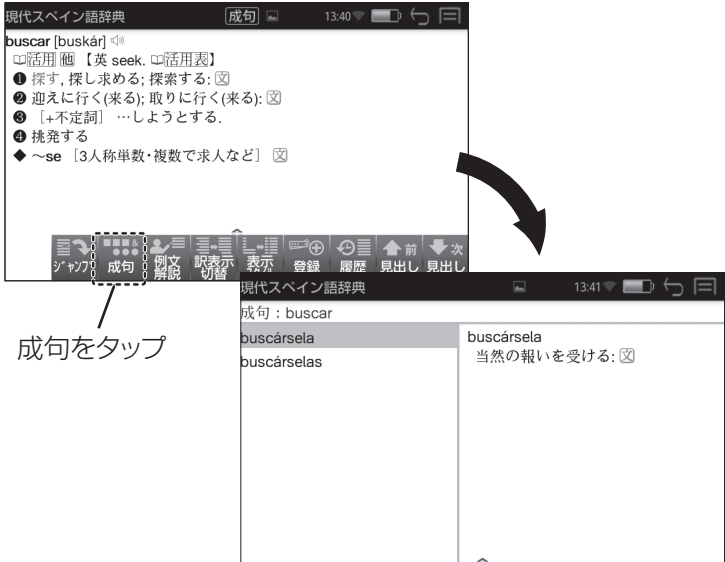 現代スペイン語辞典 成句 13:40
buscar [buskár]
活用 他 【英 seek. 活用表】
❶ 探す, 探し求める; 探索する: 文
❷ 迎えに行く(来る); 取りに行く(来る): 文
❸ [+不定詞] …しようとする.
❹ 挑発する
◆ ～se [3人称単数・複数で求人など] 文
ジャンプ 成句 例文解説 訳表示切替 表示 登録 履歴 前見出し 次見出し
成句をタップ
現代スペイン語辞典 13:41
成句：buscar
buscársela
buscárselas
buscársela
当然の報いを受ける: 文